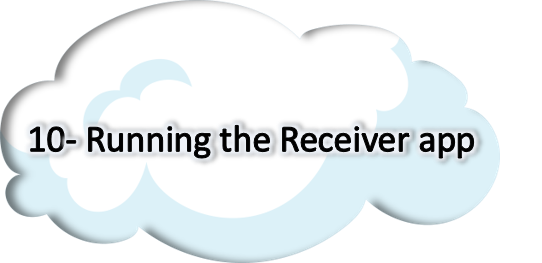 10- Running the Receiver app